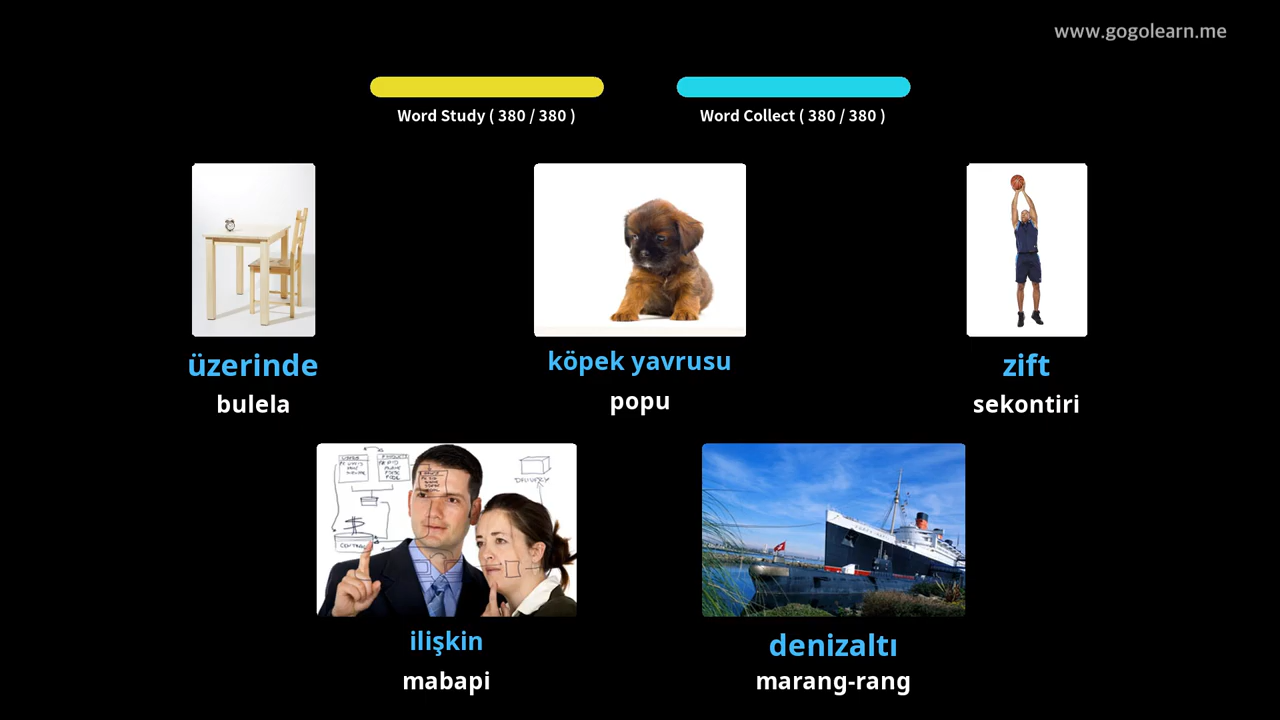 www.gogolearn.me
Word Study ( 380 / 380 )
Word Collect ( 380 / 380 )
üzerinde
bulela
köpek yavrusu
popu
zift
sekontiri
ilişkin
mabapi
denizaltı
marang-rang